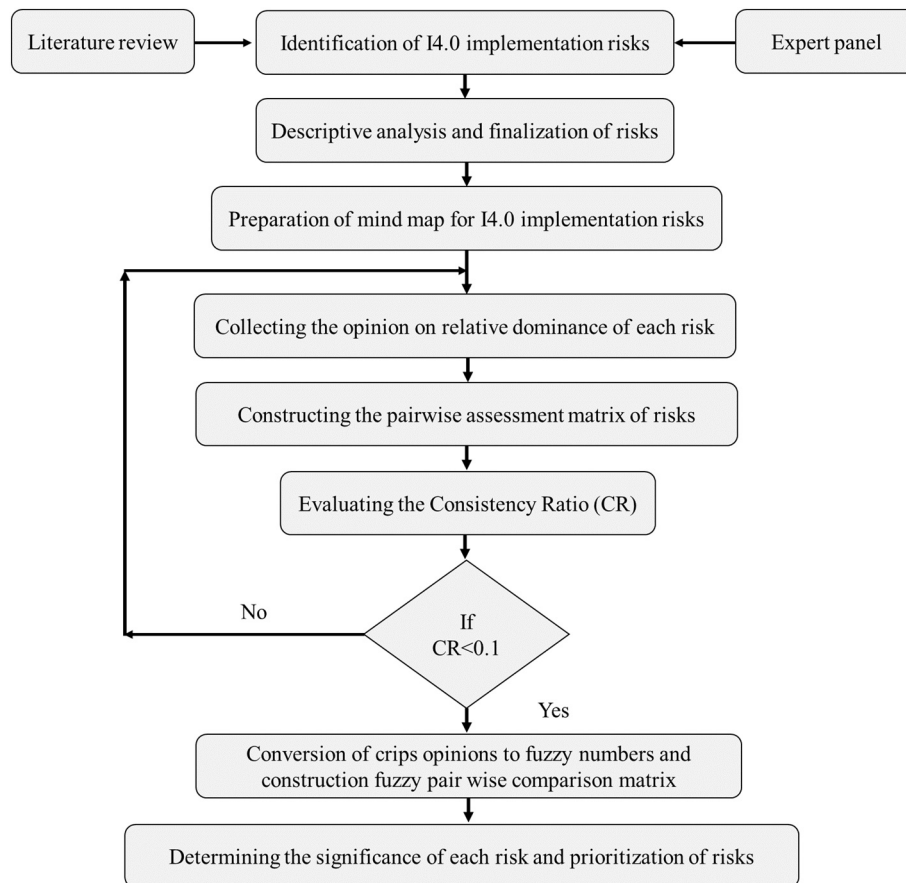 Literature review
Identification of I4.0 implementation risks
Expert panel
Descriptive analysis and finalization of risks
Preparation of mind map for I4.0 implementation risks
Collecting the opinion on relative dominance of each risk
Constructing the pairwise assessment matrix of risks
Evaluating the Consistency Ratio (CR)
No
If
CR<0.1
Yes
Conversion of crips opinions to fuzzy numbers and
construction fuzzy pair wise comparison matrix
Determining the significance of each risk and prioritization of risks